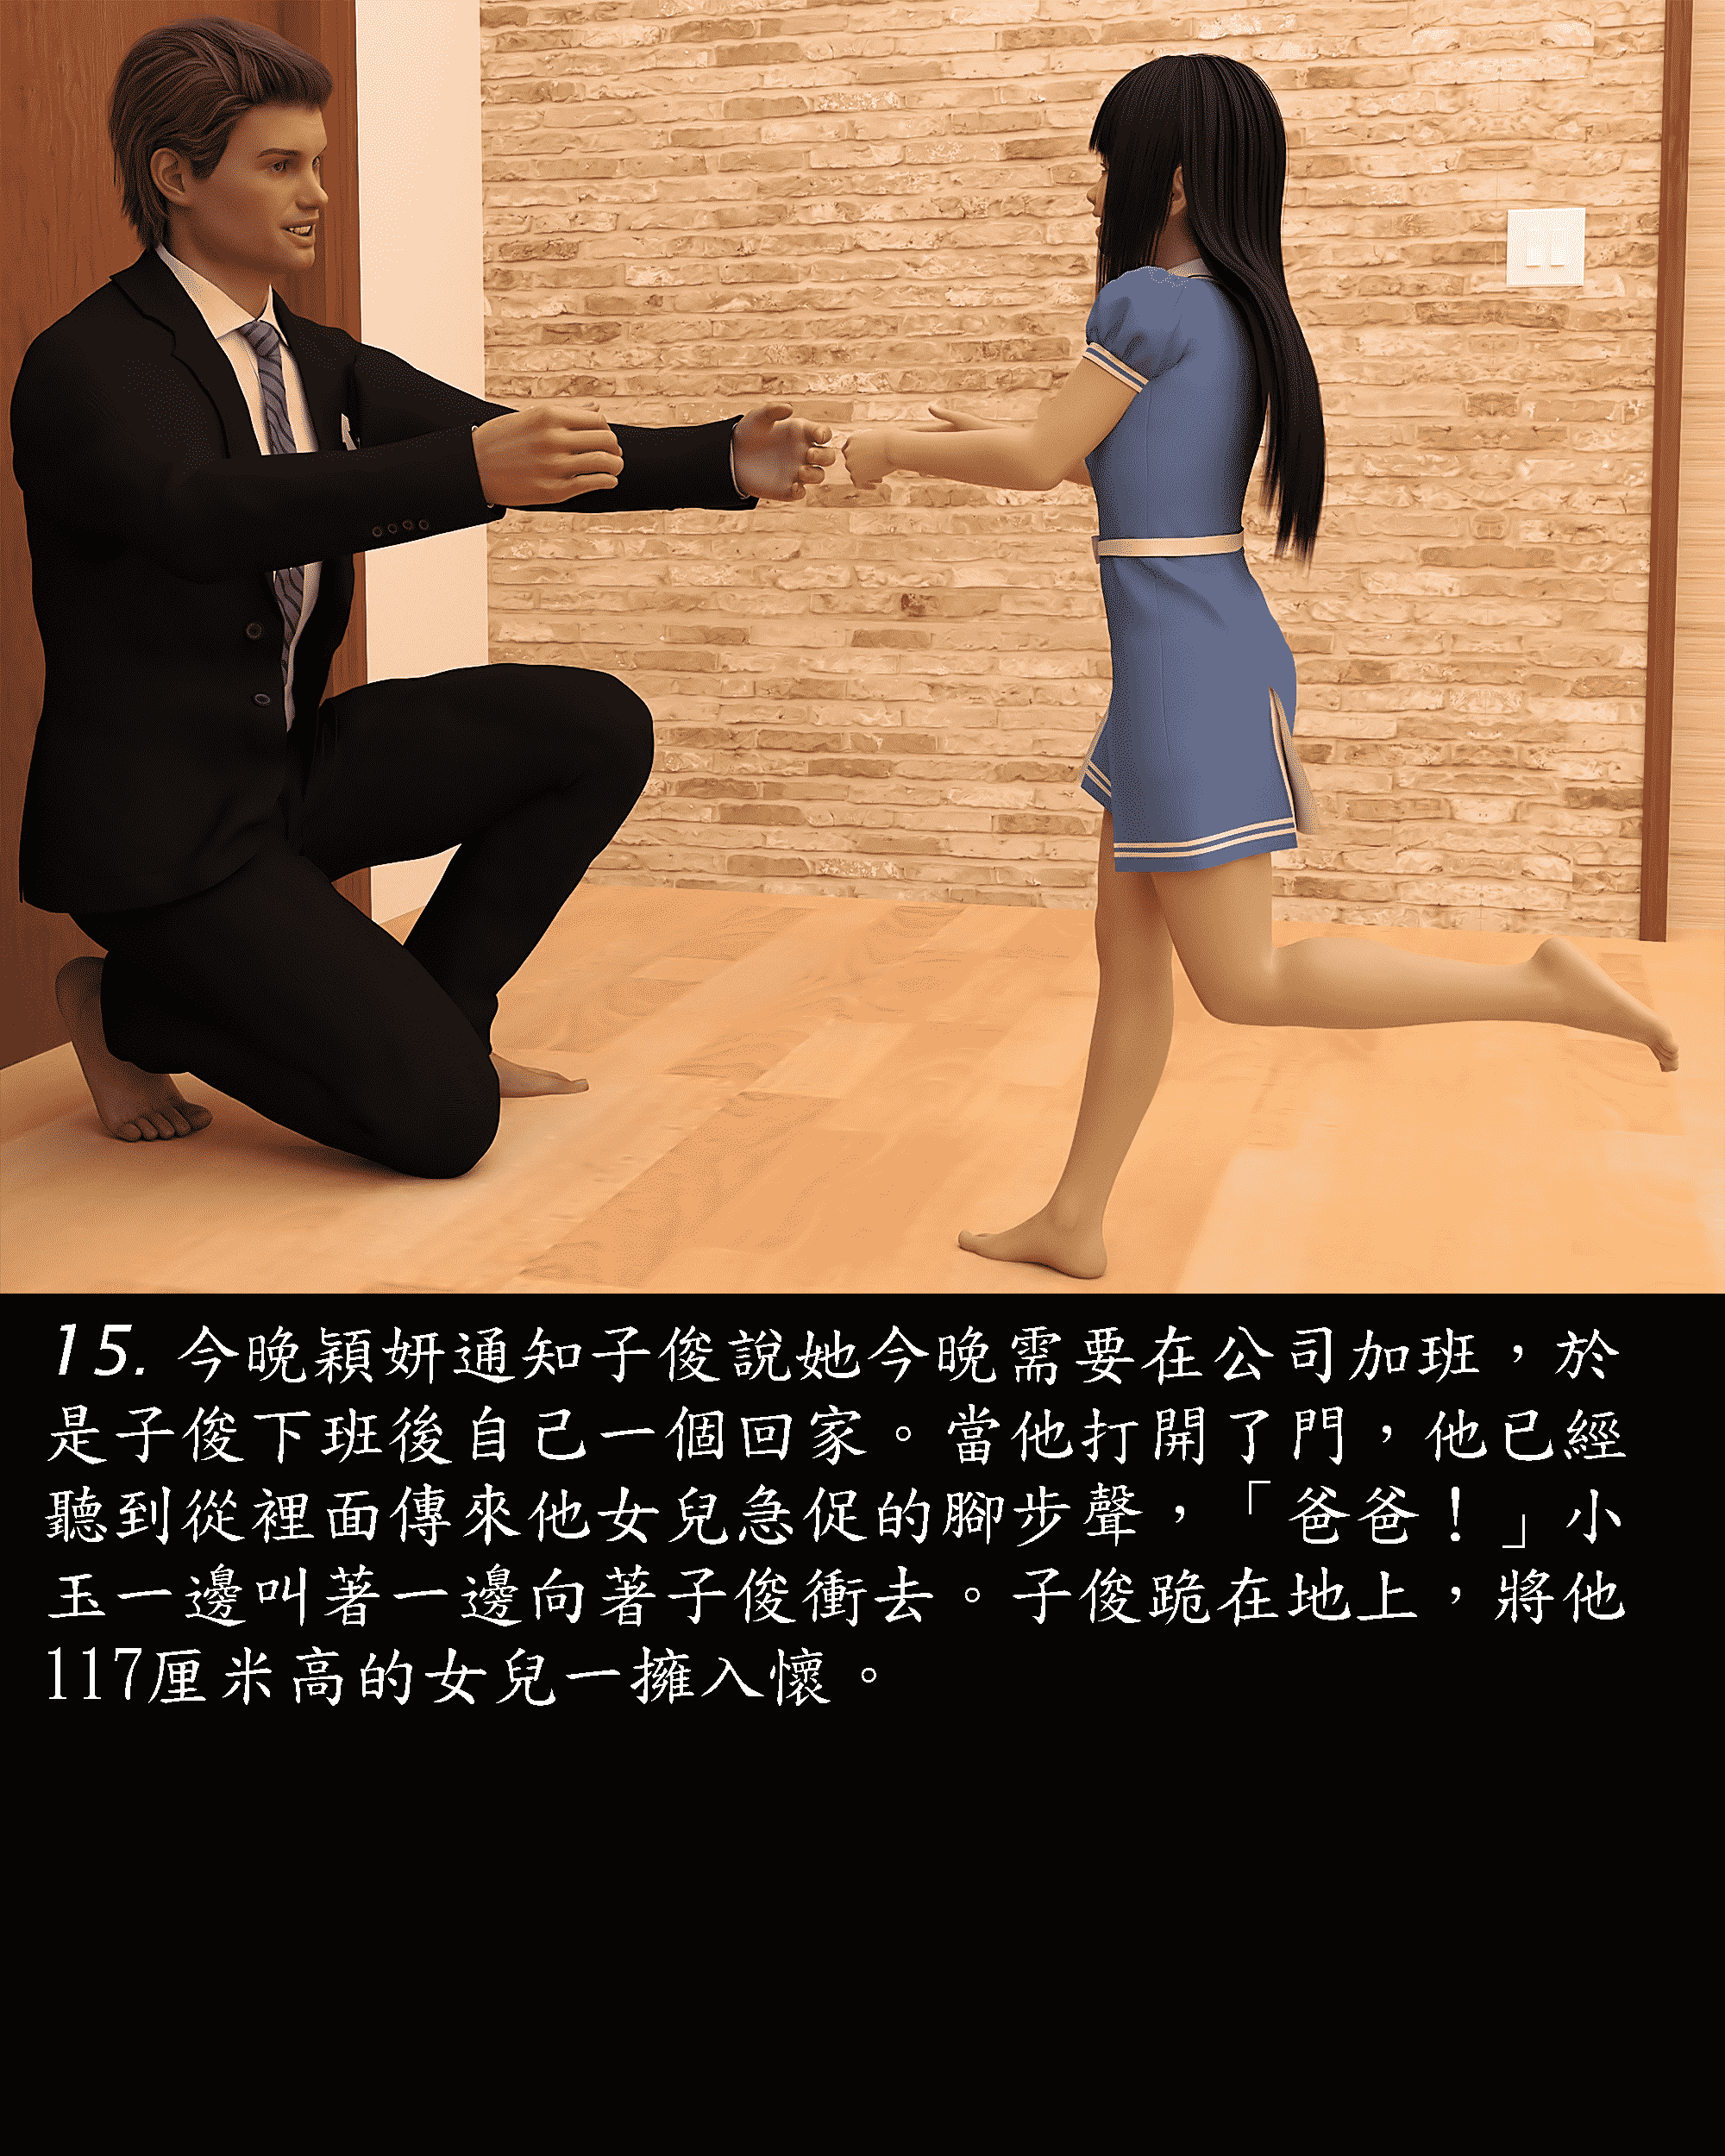 15. 今晚穎妍通知子俊說她今晚需要在公司加班，於
是子俊下班後自己一個回家。當他打開了門，他已經
聽到從裡面傳來他女兒急促的腳步聲，「爸爸！」小
玉一邊叫著一邊向著子俊衝去。子俊跪在地上，將他
117厘米高的女兒一擁入懷。